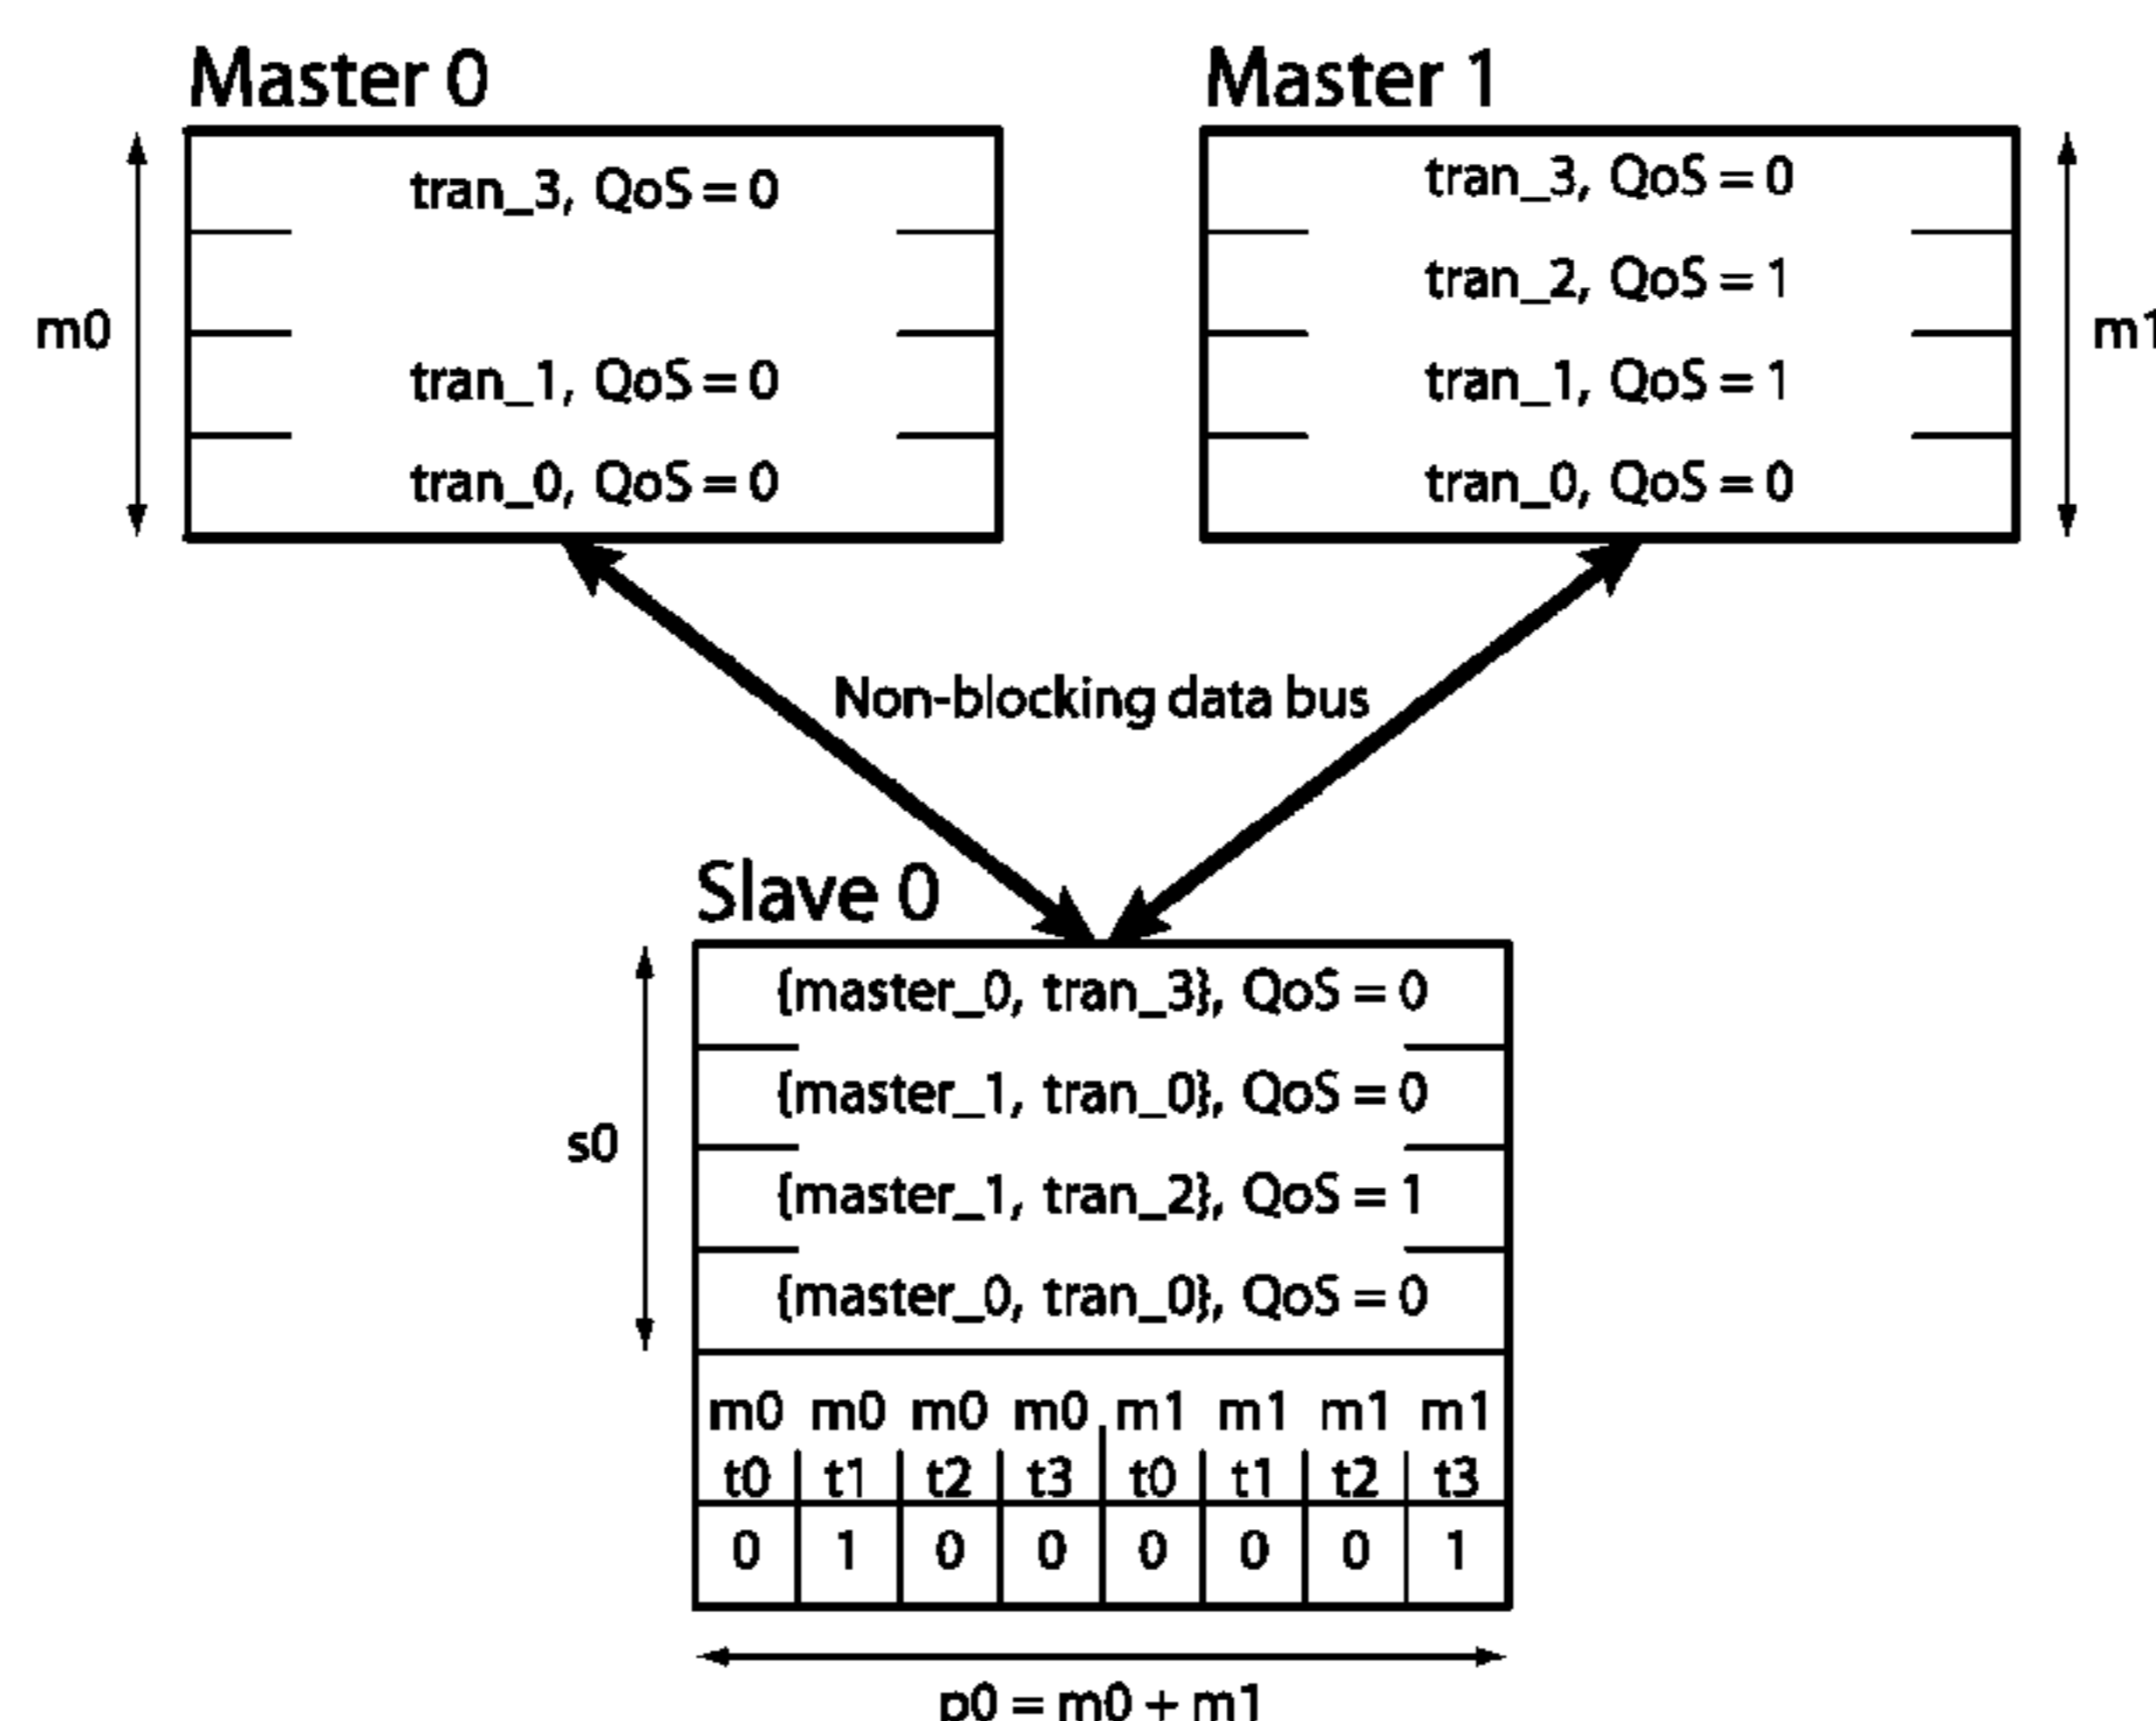 Master 0
Master 1
tran_3, QoS = 0
tran_1, QoS = 0
tran_0, QoS = 0
m0
tran_3, QoS = 0
tran_2, QoS = 1
tran_1, QoS = 1
tran_0, QoS = 0
m1
Non-blocking data bus
Slave 0
{master_0, tran_3}, QoS = 0
{master_1, tran_0}, QoS = 0
{master_1, tran_2}, QoS = 1
{master_0, tran_0}, QoS = 0
s0
m0 m0 m0 m0 m1 m1 m1 m1
t0 t1 t2 t3 t0 t1 t2 t3
0 1 0 0 0 0 0 1
p0 = m0 + m1